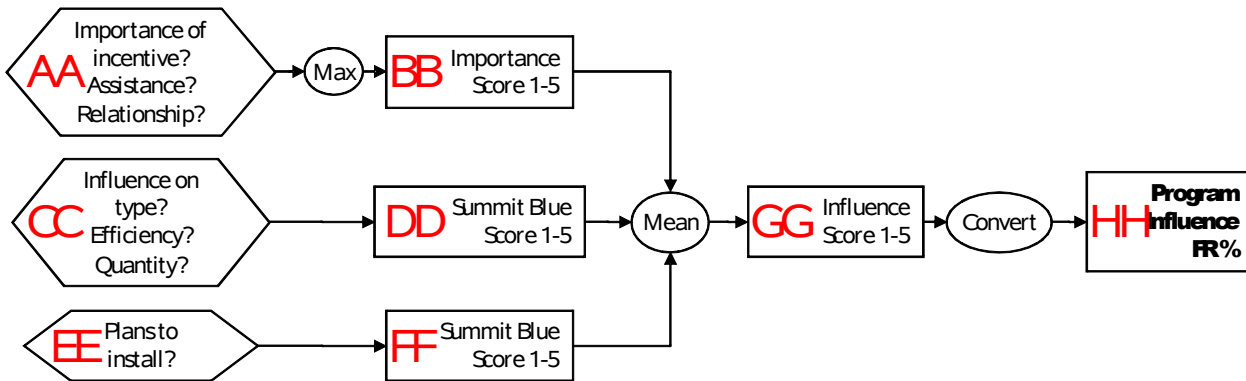 AA
Importance of
incentive?
Assistance?
Relationship?
Max
BB
Importance
Score 1-5
CC
Influence on
type?
Efficiency?
Quantity?
DD
Summit Blue
Score 1-5
EE
Plans to
install?
FF
Summit Blue
Score 1-5
Mean
GG
Influence
Score 1-5
Convert
HH
Program
Influence
FR%